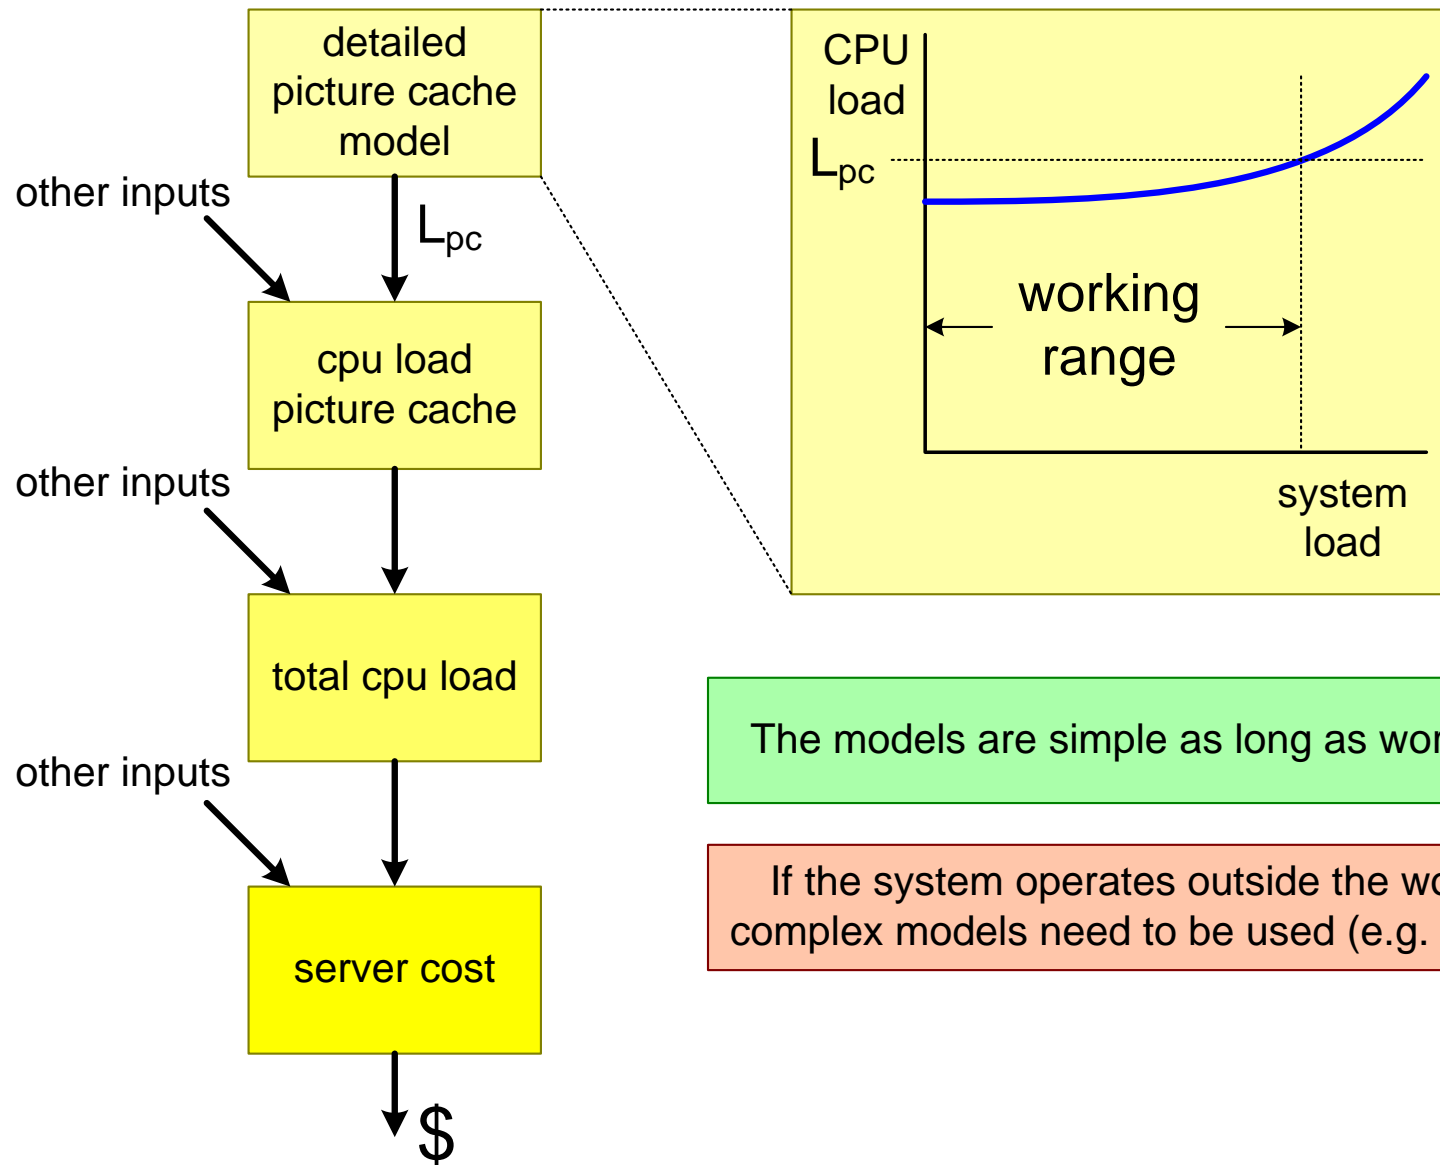 detailed
picture cache
model
other inputs
Lpc
cpu load
picture cache
other inputs
total cpu load
other inputs
server cost
$
CPU
load
Lpc
working
range
system
load
The models are simple as long as
If the system operates outside the
complex models need to be used (e.g.